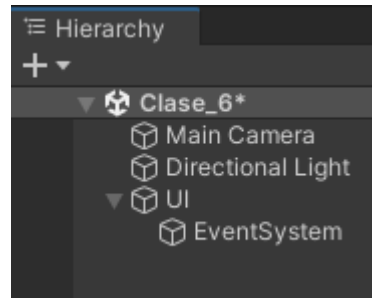 Hierarchy
+
Clase_6*
Main Camera
Directional Light
UI
EventSystem